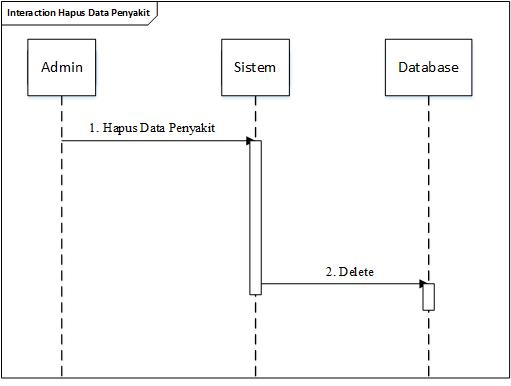 Interaction Hapus Data Penyakit
Admin
Sistem
Database
1. Hapus Data Penyakit
2. Delete